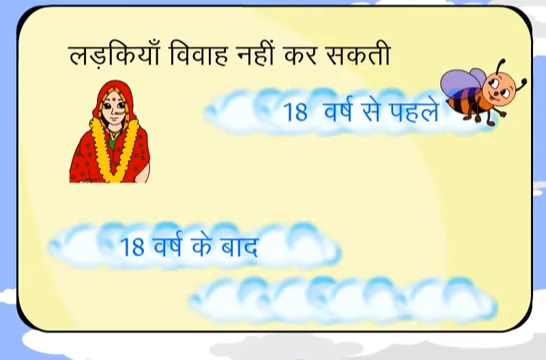 लड़कियाँ विवाह नहीं कर सकती
18 वर्ष से पहले
18 वर्ष के बाद